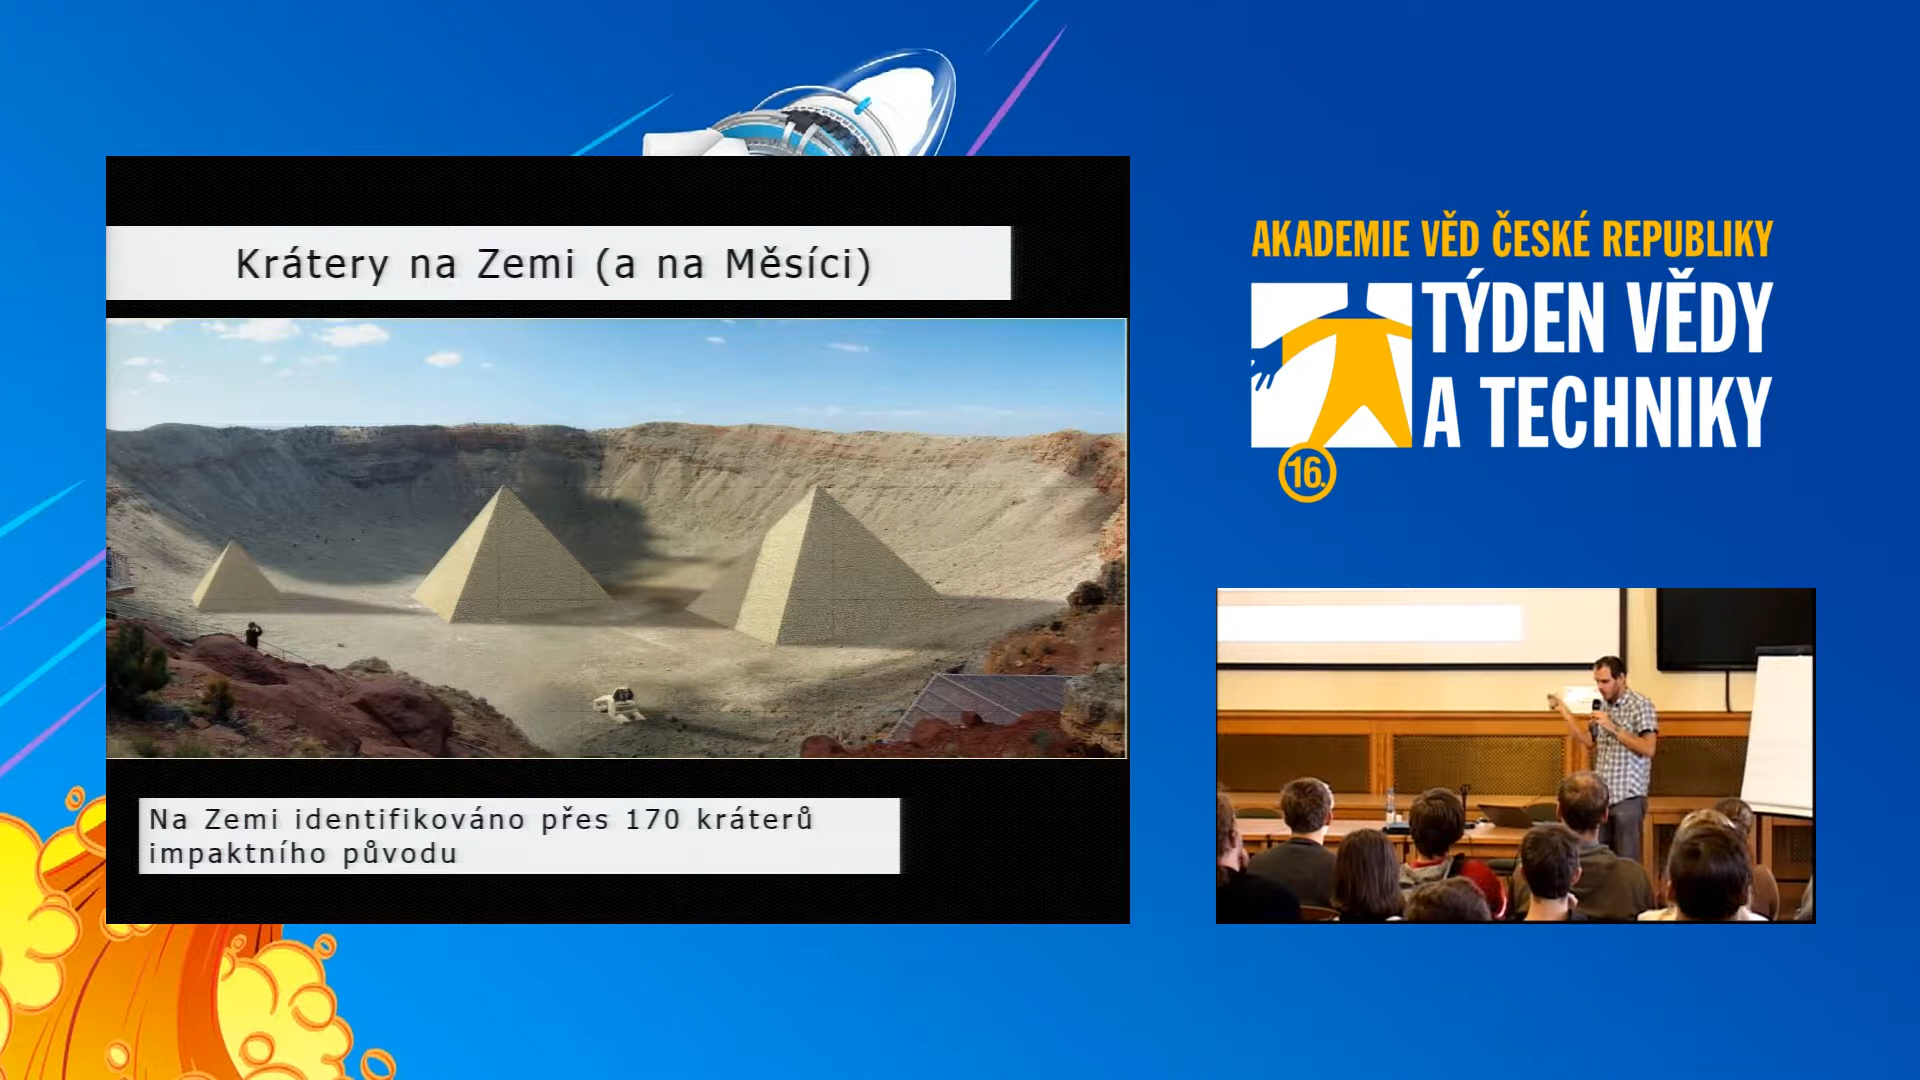 Krátery na Zemi (a na Měsíci)
Na Zemi identifikováno přes 170 kráterů
impaktního původu
AKADEMIE VĚD ČESKÉ REPUBLIKY
TÝDEN VĚDY
A TECHNIKY
16.